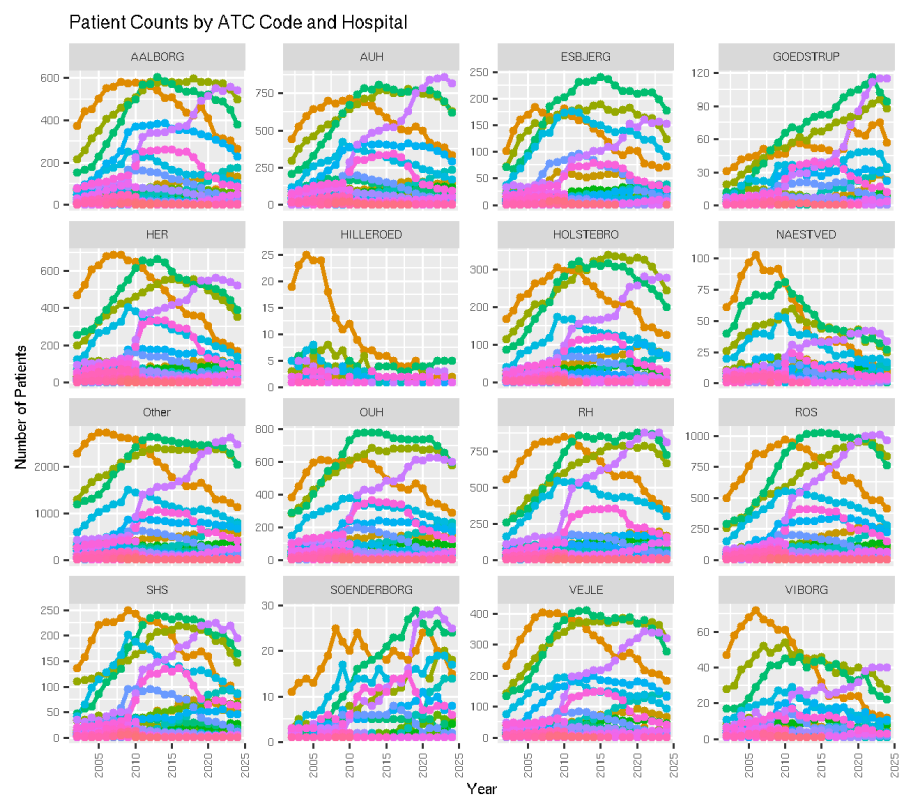 Patient Counts by ATC Code and Hospital
AALBORG AUH ESBJERG GOEDSTRUP
600 400 200 0
750 500 250 0
250 200 150 100 50 0
120 90 60 30 0
HER HILLEROED HOLSTEBRO NAESTVED
600 400 200 0
25 20 15 10 5 0
300 200 100 0
100 75 50 25 0
Number of Patients
Other OUH RH ROS
2000 1000 0
800 600 400 200 0
750 500 250 0
1000 750 500 250 0
SHS SOENDERBORG VEJLE VIBORG
250 200 150 100 50 0
30 20 10 0
400 300 200 100 0
60 40 20 0
2005 2010 2015 2020 2025
2005 2010 2015 2020 2025
2005 2010 2015 2020 2025
2005 2010 2015 2020 2025
Year